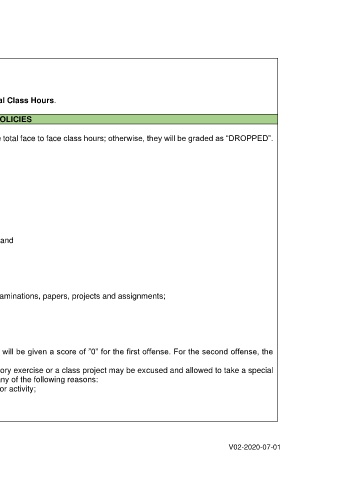 al Class Hours.
OLICIES
total face to face class hours; otherwise, they will be graded as "DROPPED".
and
aminations, papers, projects and assignments;
will be given a score of "0" for the first offense. For the second offense, the
ory exercise or a class project may be excused and allowed to take a special
ny of the following reasons:
or activity;
V02-2020-07-01